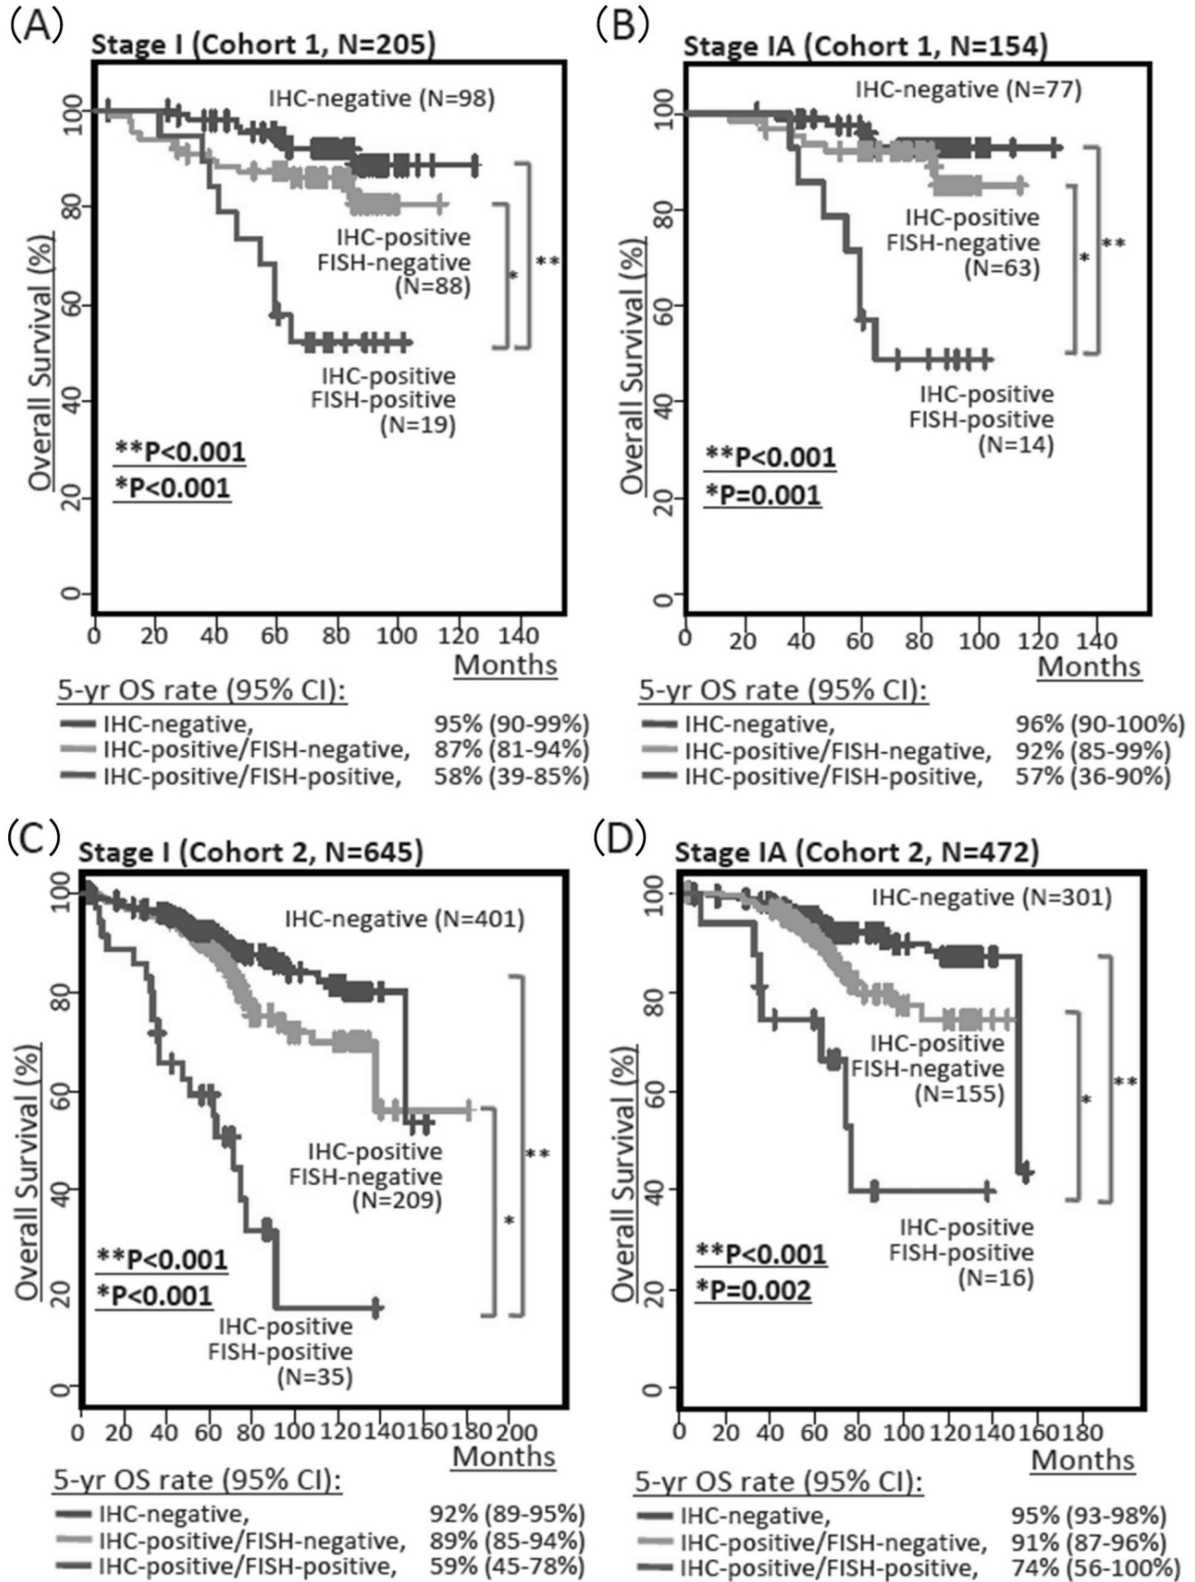 (A)
Stage I (Cohort 1, N=205)
IHC-negative (N=98)
IHC-positive
FISH-negative
(N=88)
*
**
IHC-positive
FISH-positive
(N=19)
**P<0.001
*P<0.001
Overall Survival (%)
100
80
60
40
20
0
0 20 40 60 80 100 120 140
Months
5-yr OS rate (95% CI):
IHC-negative, 95% (90-99%)
IHC-positive/FISH-negative, 87% (81-94%)
IHC-positive/FISH-positive, 58% (39-85%)
(B)
Stage IA (Cohort 1, N=154)
IHC-negative (N=77)
IHC-positive
FISH-negative
(N=63)
*
**
IHC-positive
FISH-positive
(N=14)
**P<0.001
*P=0.001
Overall Survival (%)
100
80
60
40
20
0
0 20 40 60 80 100 120 140
Months
5-yr OS rate (95% CI):
IHC-negative, 96% (90-100%)
IHC-positive/FISH-negative, 92% (85-99%)
IHC-positive/FISH-positive, 57% (36-90%)
(C)
Stage I (Cohort 2, N=645)
IHC-negative (N=401)
IHC-positive
FISH-negative
(N=209)
**
*
**P<0.001
*P<0.001
IHC-positive
FISH-positive
(N=35)
Overall Survival (%)
100
80
60
40
20
0
0 20 40 60 80 100 120 140 160 180 200
Months
5-yr OS rate (95% CI):
IHC-negative, 92% (89-95%)
IHC-positive/FISH-negative, 89% (85-94%)
IHC-positive/FISH-positive, 59% (45-78%)
(D)
Stage IA (Cohort 2, N=472)
IHC-negative (N=301)
IHC-positive
FISH-negative
(N=155)
**
*
IHC-positive
FISH-positive
(N=16)
**P<0.001
*P=0.002
Overall Survival (%)
100
80
60
40
20
0
0 20 40 60 80 100 120 140 160 180
Months
5-yr OS rate (95% CI):
IHC-negative, 95% (93-98%)
IHC-positive/FISH-negative, 91% (87-96%)
IHC-positive/FISH-positive, 74% (56-100%)